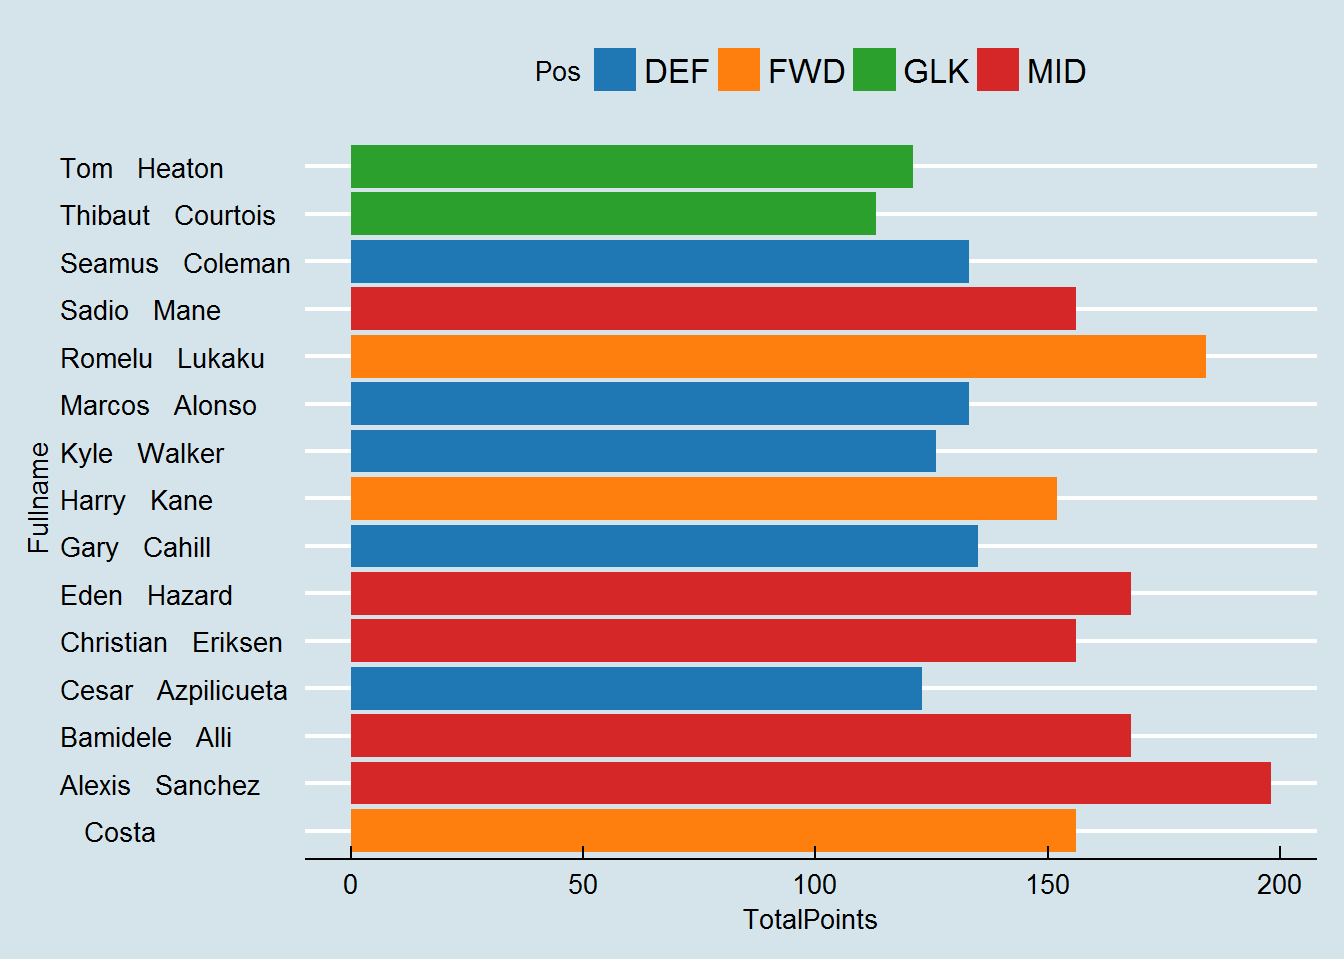 Pos DEF FWD GLK MID
Tom Heaton
Thibaut Courtois
Seamus Coleman
Sadio Mane
Romelu Lukaku
Marcos Alonso
Kyle Walker
Harry Kane
Gary Cahill
Eden Hazard
Christian Eriksen
Cesar Azpilicueta
Bamidele Alli
Alexis Sanchez
Costa
Fullname
0 50 100 150 200
TotalPoints